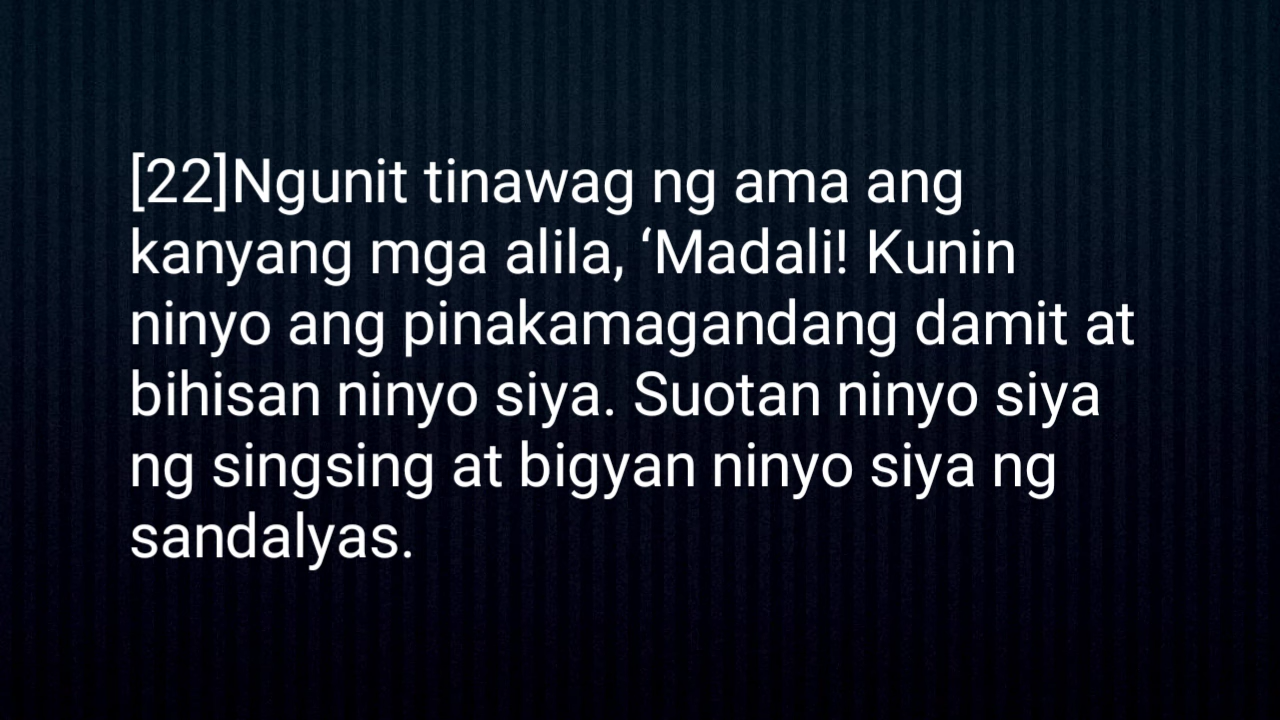 [22]Ngunit tinawag ng ama ang
kanyang mga alila, ‘Madali! Kunin
ninyo ang pinakamagandang damit at
bihisan ninyo siya. Suotan ninyo siya
ng singsing at bigyan ninyo siya ng
sandalyas.